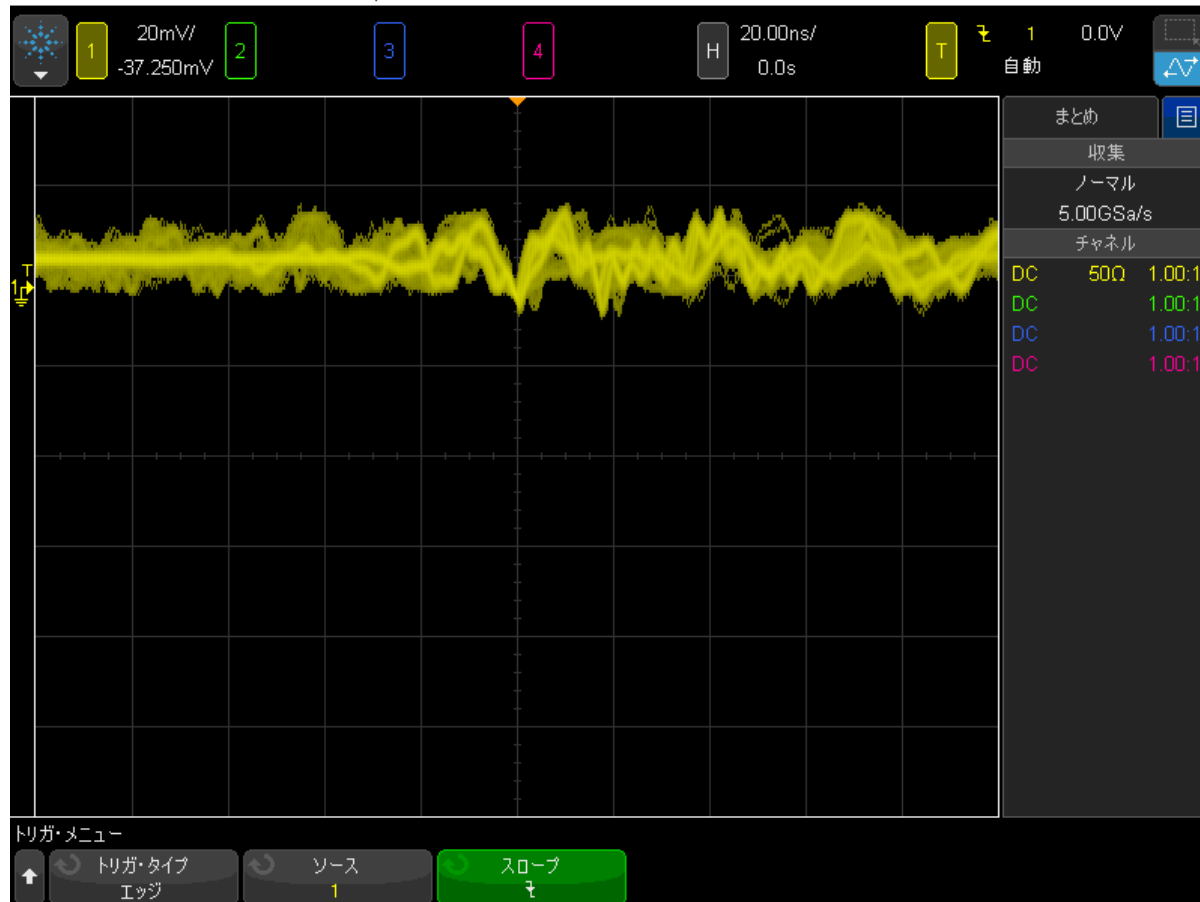 1 20mV/ 2 3 4 H 20.00ns/ T 1 0.0V
-37.250mV 0.0s 自動
まとめ
収集
ノーマル
5.00GSa/s
チャネル
DC 50Ω 1.00:1
DC 1.00:1
DC 1.00:1
DC 1.00:1
T
1
トリガ・メニュー
トリガ・タイプ ソース スロープ
エッジ 1